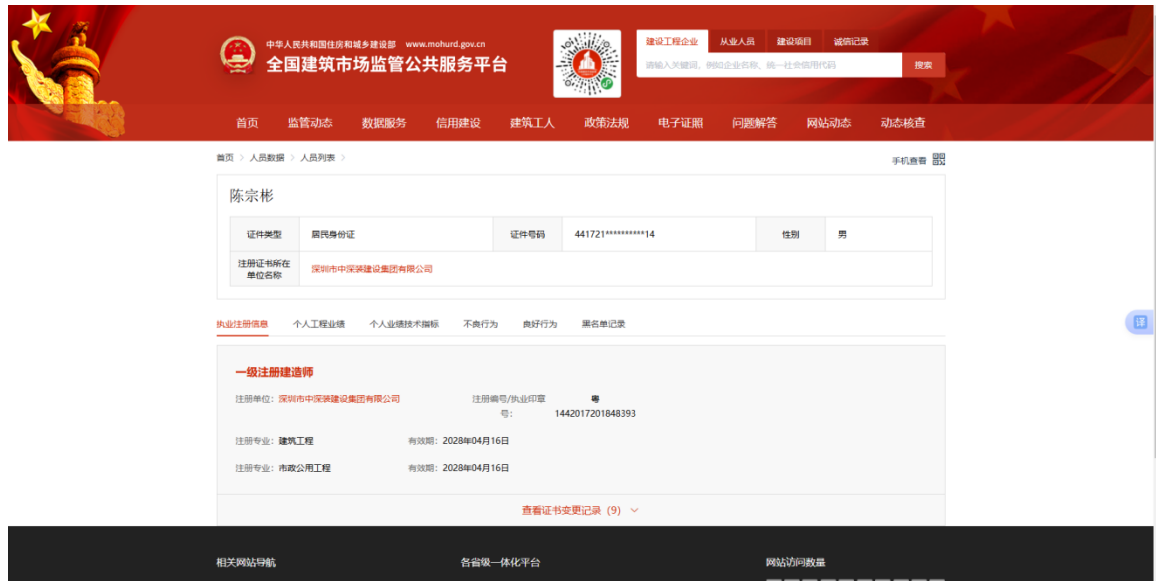 中华人民共和国住房和城乡建设部 www.mohurd.gov.cn
全国建筑市场监管公共服务平台
建设工程企业 从业人员 建设项目 诚信记录
请输入关键词，例如企业名称、统一社会信用代码 搜索
首页 监管动态 数据服务 信用建设 建筑工人 政策法规 电子证照 问题解答 网站动态 动态核查
首页 > 人员数据 > 人员列表 >
手机查看
陈宗彬
证件类型 居民身份证 证件号码 441721**********14 性别 男
注册证书所在
单位名称
深圳市中深装建设集团有限公司
执业注册信息 个人工程业绩 个人业绩技术指标 不良行为 良好行为 黑名单记录
一级注册建造师
注册单位：深圳市中深装建设集团有限公司 注册编号/执业印章
号： 粤
1442017201848393
注册专业：建筑工程 有效期：2028年04月16日
注册专业：市政公用工程 有效期：2028年04月16日
查看证书变更记录（9）
相关网站导航 各省级一体化平台 网站访问数量
译